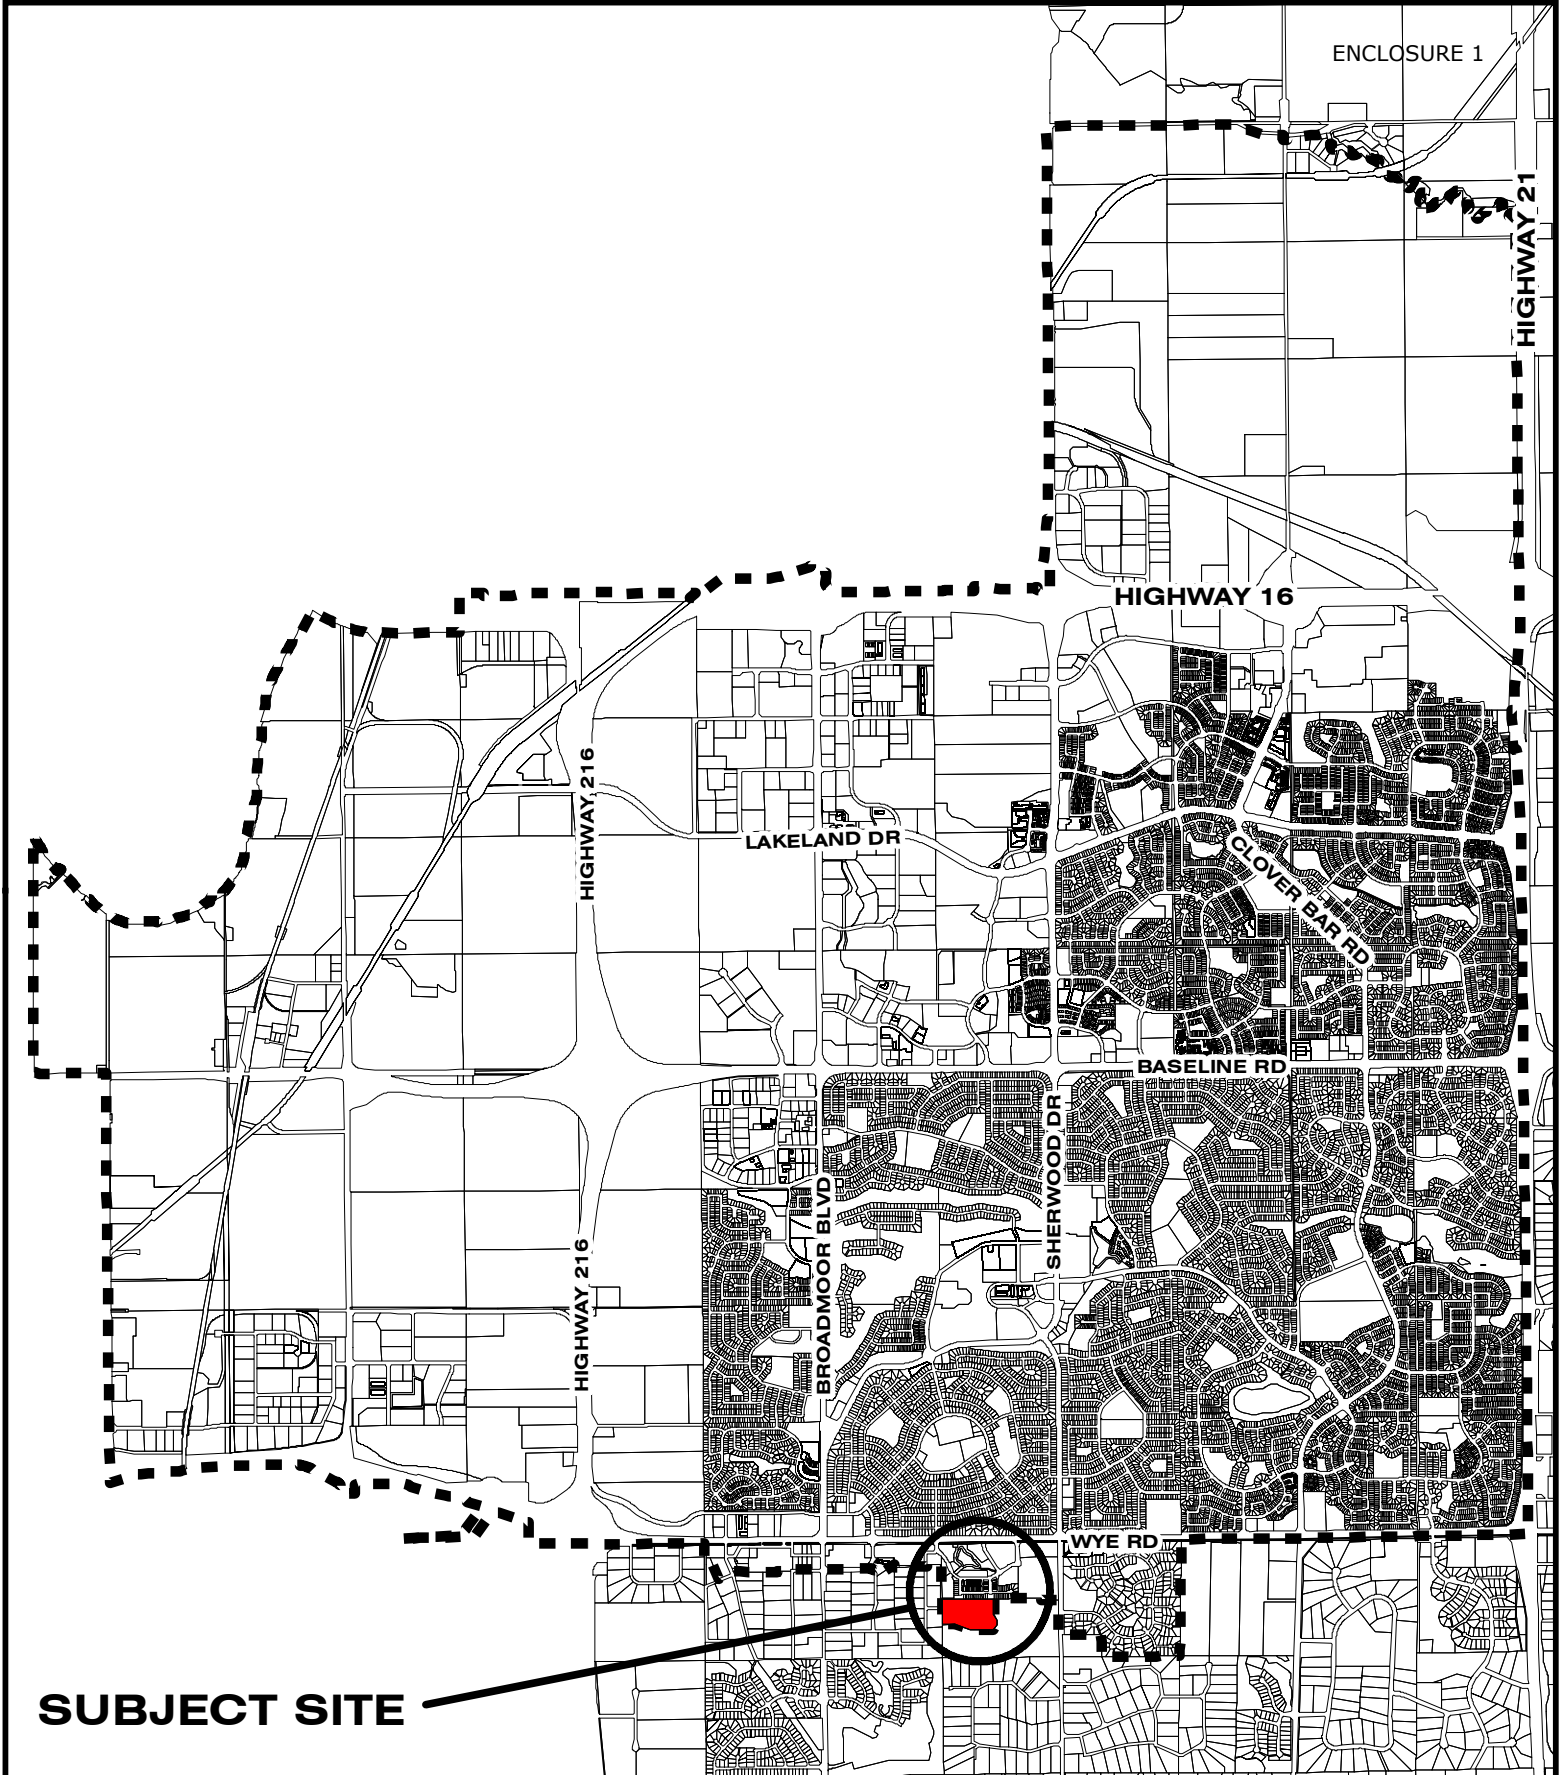 ENCLOSURE 1
HIGHWAY 21
HIGHWAY 16
HIGHWAY 216
LAKELAND DR
CLOVER BAR RD
BASELINE RD
SHERWOOD DR
BROADMOOR BLVD
HIGHWAY 216
WYE RD
SUBJECT SITE